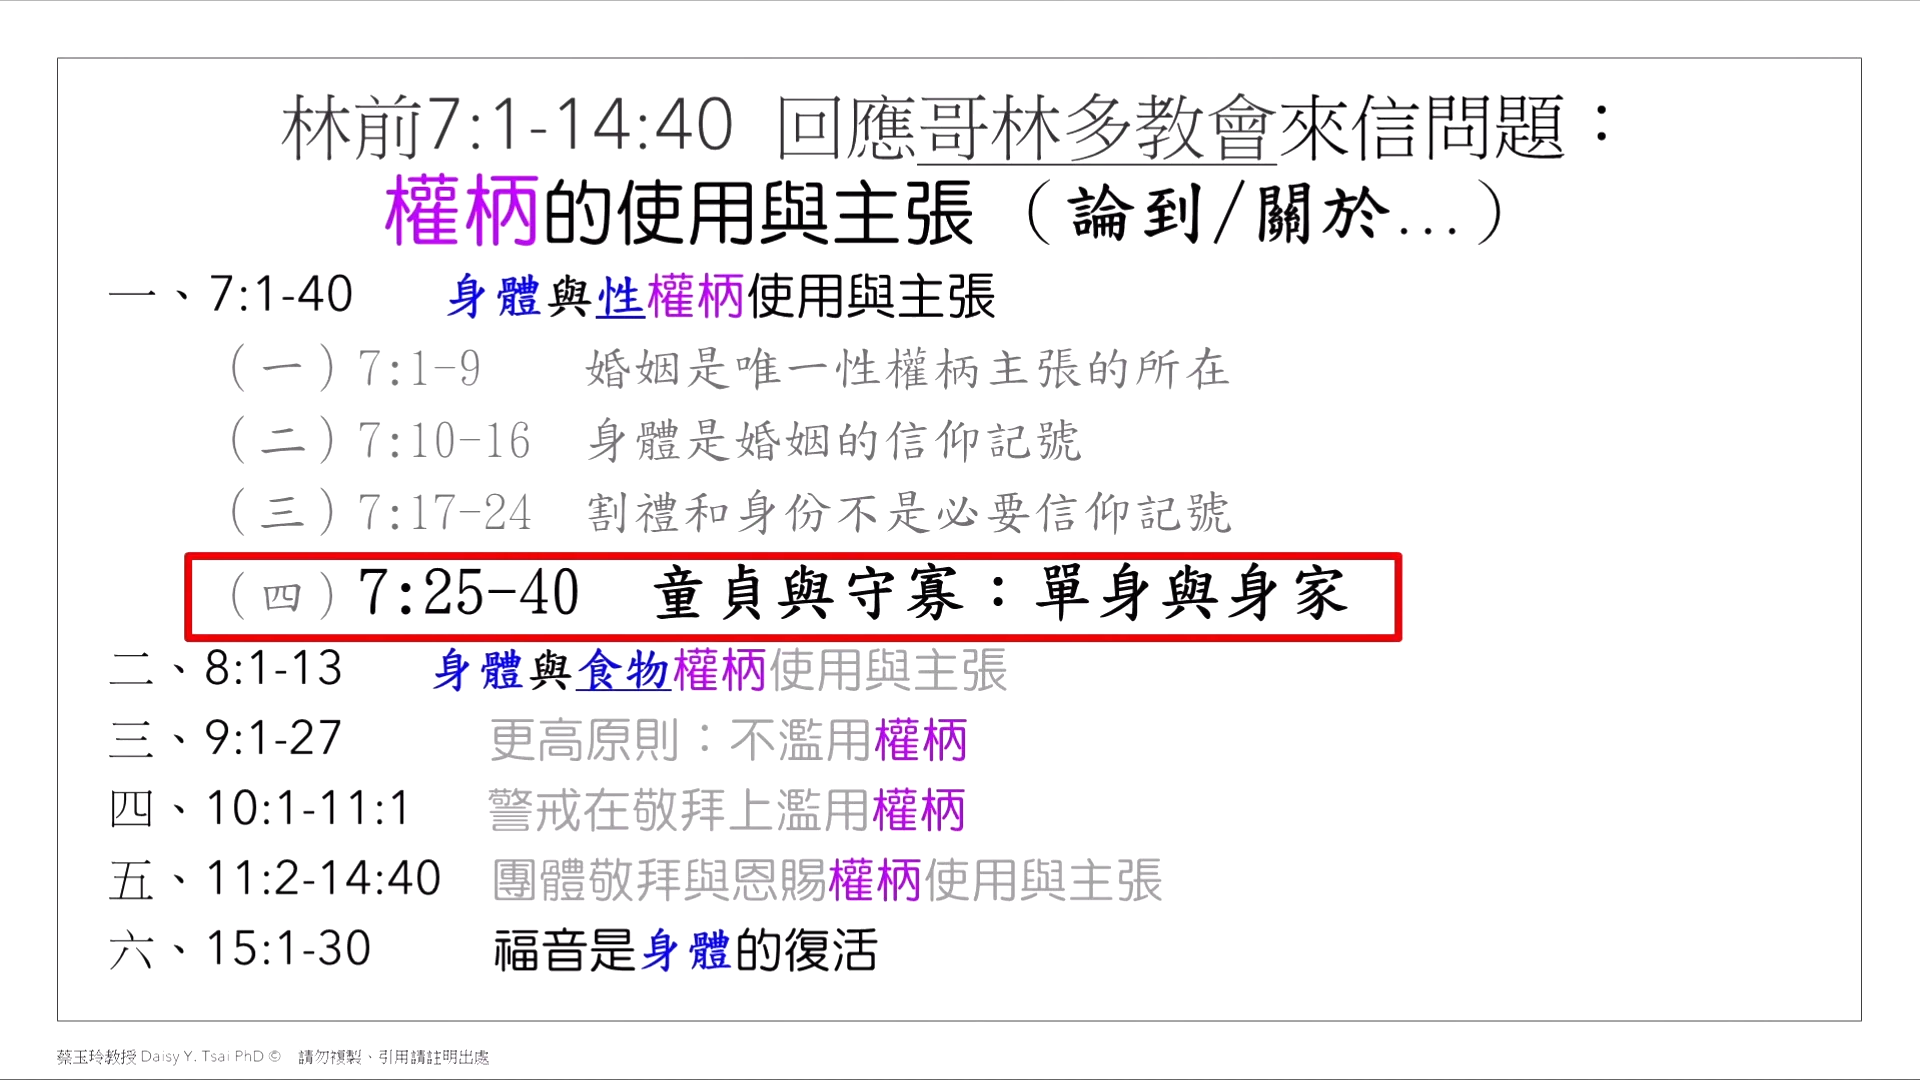 林前7:1-14:40 回應哥林多教會來信問題：
權柄的使用與主張（論到/關於...）
一、7:1-40 身體與性權柄使用與主張
（一）7:1-9 婚姻是唯一性權柄主張的所在
（二）7:10-16 身體是婚姻的信仰記號
（三）7:17-24 割禮和身份不是必要信仰記號
（四）7:25-40 童貞與守寡：單身與身家
二、8:1-13 身體與食物權柄使用與主張
三、9:1-27 更高原則：不濫用權柄
四、10:1-11:1 警戒在敬拜上濫用權柄
五、11:2-14:40 團體敬拜與恩賜權柄使用與主張
六、15:1-30 福音是身體的復活
蔡玉玲教授 Daisy Y. Tsai PhD © 請勿複製、引用請註明出處